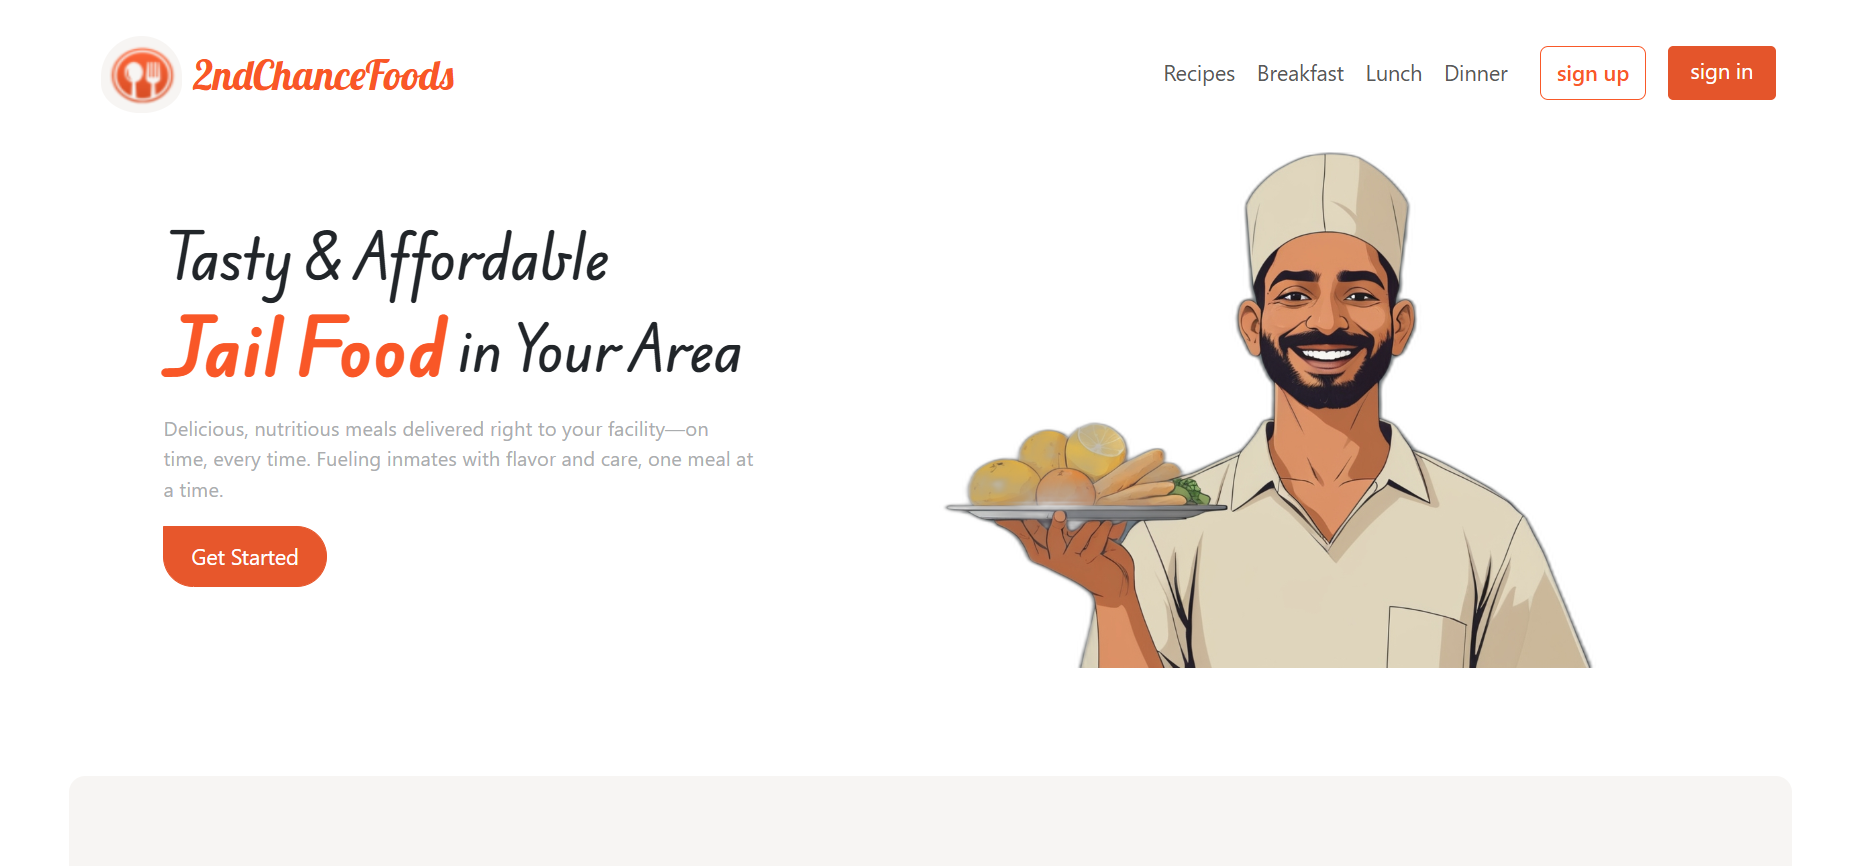 2ndChanceFoods
Recipes Breakfast Lunch Dinner sign up sign in
Tasty & Affordable
Jail Food in Your Area
Delicious, nutritious meals delivered right to your facility—on
time, every time. Fueling inmates with flavor and care, one meal at
a time.
Get Started